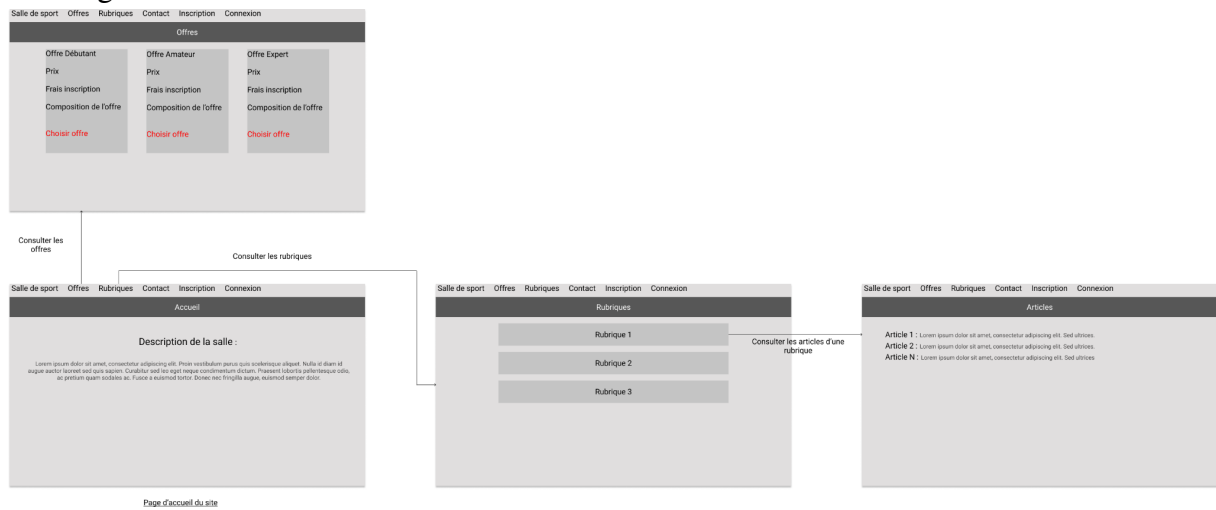 Salle de sport Offres Rubriques Contact Inscription Connexion
Offres
Offre Débutant
Prix
Frais inscription
Composition de l'offre
Choisir offre
Offre Amateur
Prix
Frais inscription
Composition de l'offre
Choisir offre
Offre Expert
Prix
Frais inscription
Composition de l'offre
Choisir offre
Consulter les
offres
Consulter les rubriques
Salle de sport Offres Rubriques Contact Inscription Connexion
Accueil
Description de la salle :
Lorem ipsum dolor sit amet, consectetur adipiscing elit. Proin vestibulum purus quis scelerisque aliquet. Nulla id diam id
augue auctor laoreet sed quis sapien. Curabitur sed leo eget neque condimentum dictum. Praesent lobortis pellentesque odio,
ac pretium quam sodales ac. Fusce a euismod tortor. Donec nec fringilla augue, euismod semper dolor.
Page d'accueil du site
Salle de sport Offres Rubriques Contact Inscription Connexion
Rubriques
Rubrique 1
Rubrique 2
Rubrique 3
Consulter les articles d'une
rubrique
Salle de sport Offres Rubriques Contact Inscription Connexion
Articles
Article 1 : Lorem ipsum dolor sit amet, consectetur adipiscing elit. Sed ultrices.
Article 2 : Lorem ipsum dolor sit amet, consectetur adipiscing elit. Sed ultrices.
Article N : Lorem ipsum dolor sit amet, consectetur adipiscing elit. Sed ultrices